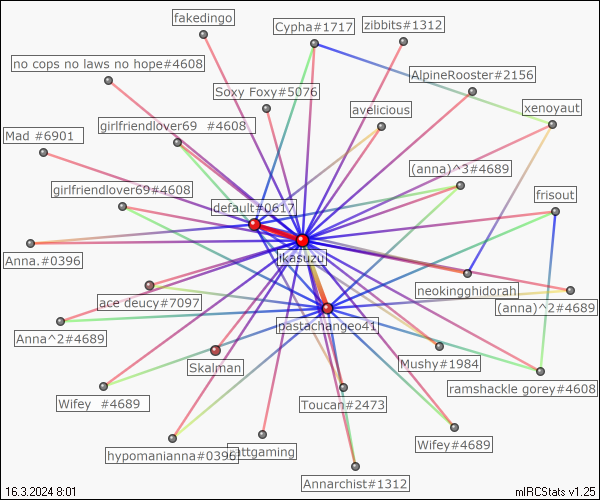 fakedingo
Cypha#1717
zibbits#1312
no cops no laws no hope#4608
AlpineRooster#2156
Soxy Foxy#5076
avelicious
xenoyaut
girlfriendlover69 #4608
Mad #6901
(anna)^3#4689
girlfriendlover69#4608
default#0617
frisout
Anna.#0396
neokingghidorah
ace deucy#7097
(anna)^2#4689
pastachangeo41
Anna^2#4689
Mushy#1984
Skalman
ramshackle gorey#4608
Wifey #4689
Toucan#2473
Wifey#4689
hypomanianna#0396
Annarchist#1312
16.3.2024 8:01
mIRCStats v1.25